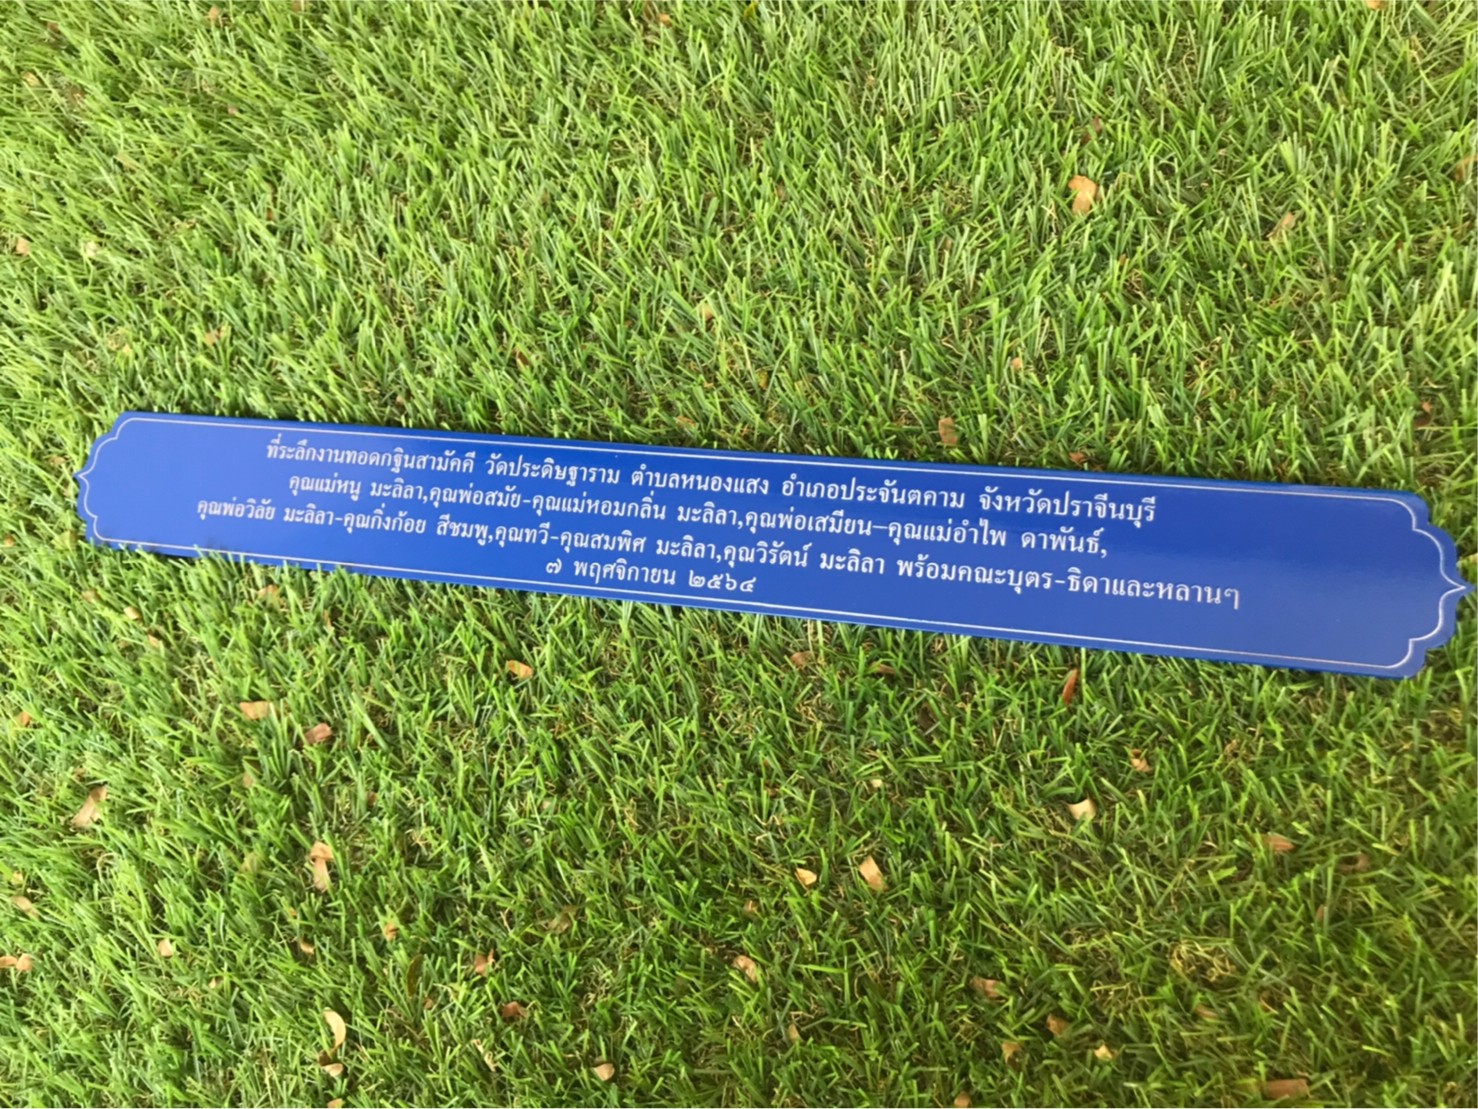 ที่ระลึกงานทอดกฐินสามัคคี วัดประดิษฐาราม ตำบลหนองแสง อำเภอประจันตคาม จังหวัดปราจีนบุรี
คุณแม่หนู มะลิลา,คุณพ่อสมัย-คุณแม่หอมกลิ่น มะลิลา,คุณพ่อเสมียน–คุณแม่อำไพ ดาพันธ์,
คุณพ่อวิลัย มะลิลา-คุณกิ่งก้อย สีชมพู,คุณทวี-คุณสมพิศ มะลิลา,คุณวิรัตน์ มะลิลา พร้อมคณะบุตร-ธิดาและหลานๆ
๗ พฤศจิกายน ๒๕๖๔